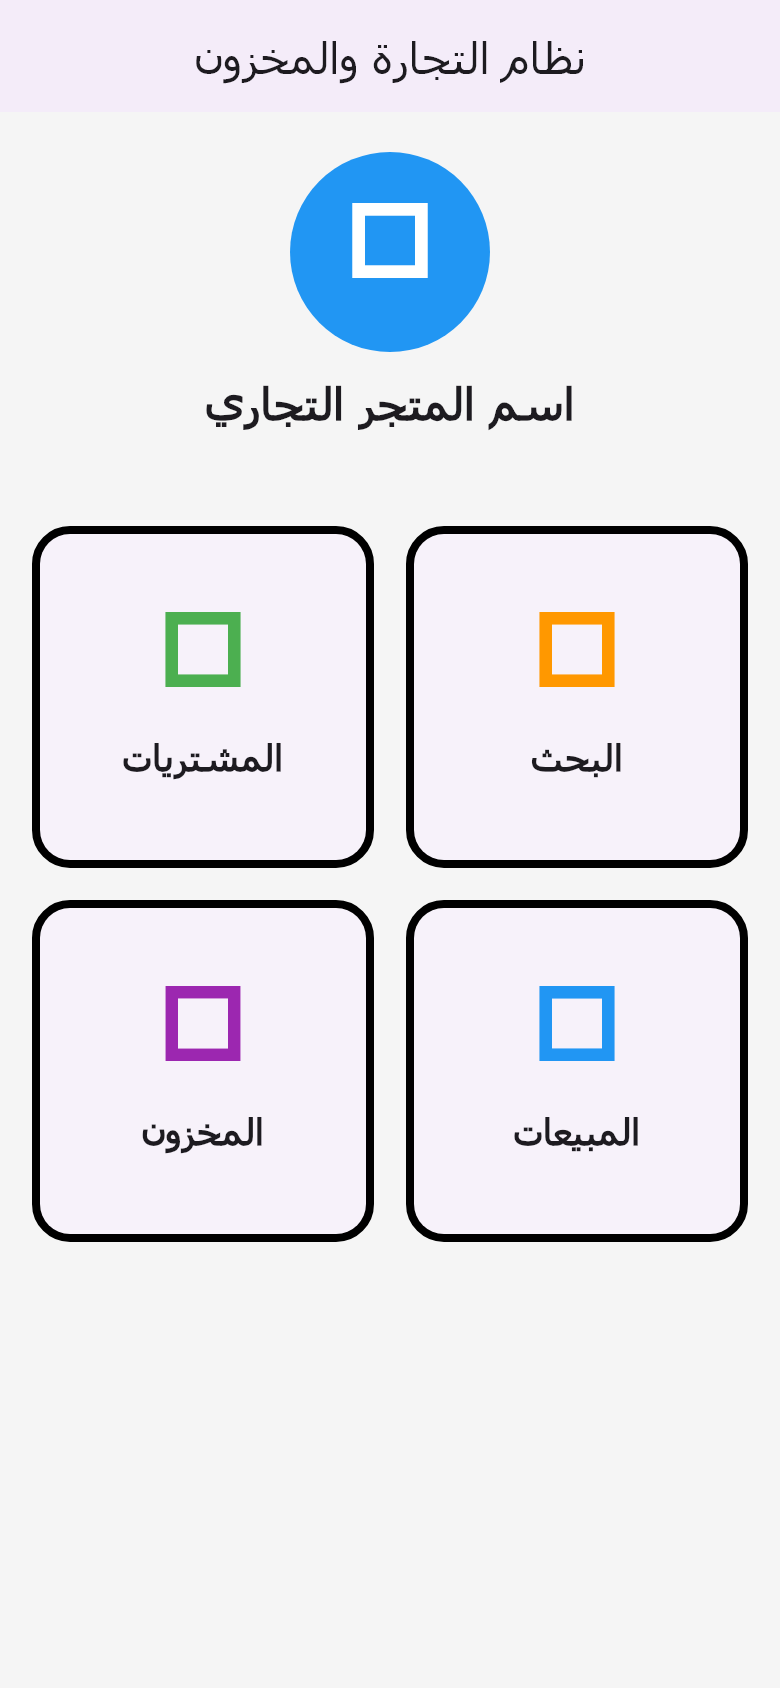 نظام التجارة والمخزون
اسم المتجر التجاري
البحث
المشتريات
المبيعات
المخزون